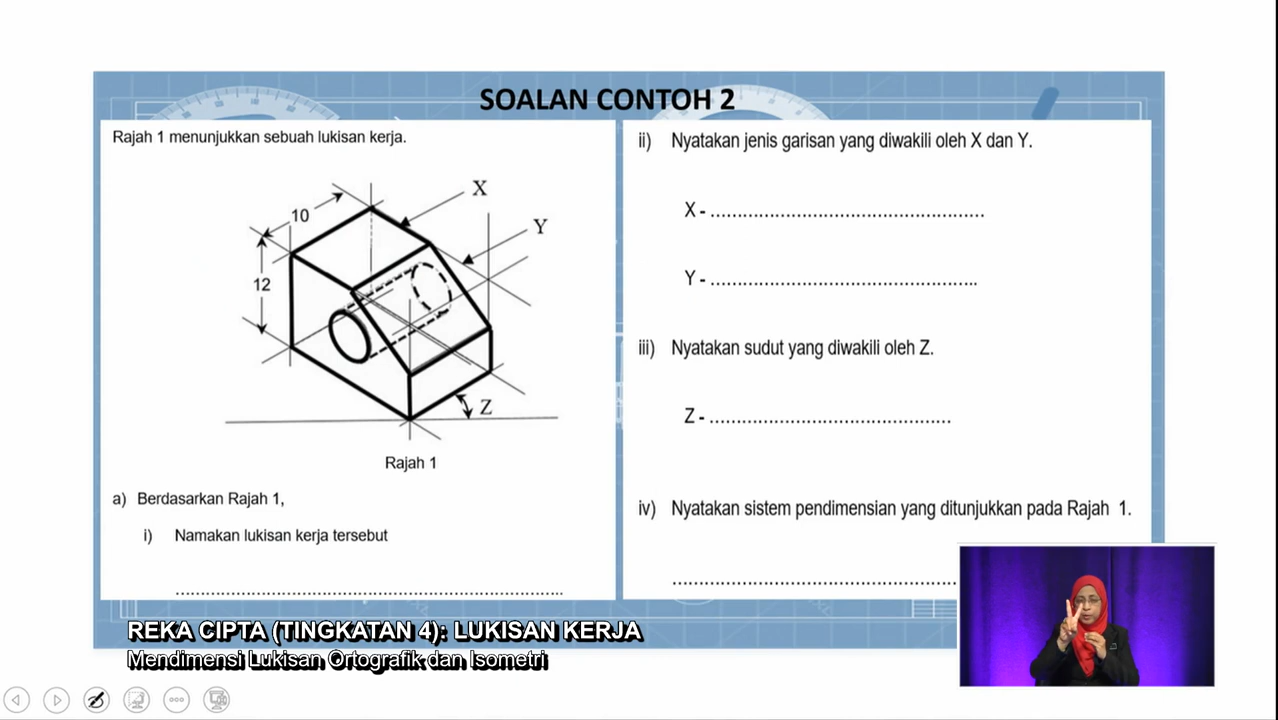 SOALAN CONTOH 2
Rajah 1 menunjukkan sebuah lukisan kerja.
X
10
Y
12
Z
Rajah 1
a) Berdasarkan Rajah 1,
i) Namakan lukisan kerja tersebut
..........................................................................
ii) Nyatakan jenis garisan yang diwakili oleh X dan Y.
X - ....................................................
Y - ....................................................
iii) Nyatakan sudut yang diwakili oleh Z.
Z - ..............................................
iv) Nyatakan sistem pendimensian yang ditunjukkan pada Rajah 1.
......................................................
REKA CIPTA (TINGKATAN 4): LUKISAN KERJA
Mendimensi Lukisan Ortografik dan Isometri